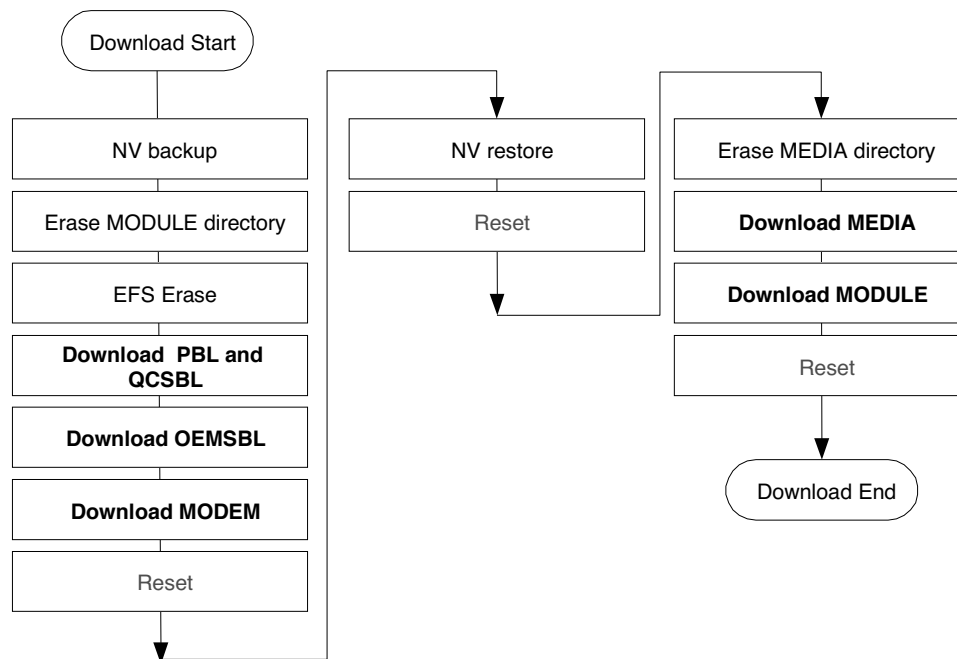 Download Start
NV backup
Erase MODULE directory
EFS Erase
Download PBL and
QCSBL
Download OEMSBL
Download MODEM
Reset
NV restore
Reset
Erase MEDIA directory
Download MEDIA
Download MODULE
Reset
Download End